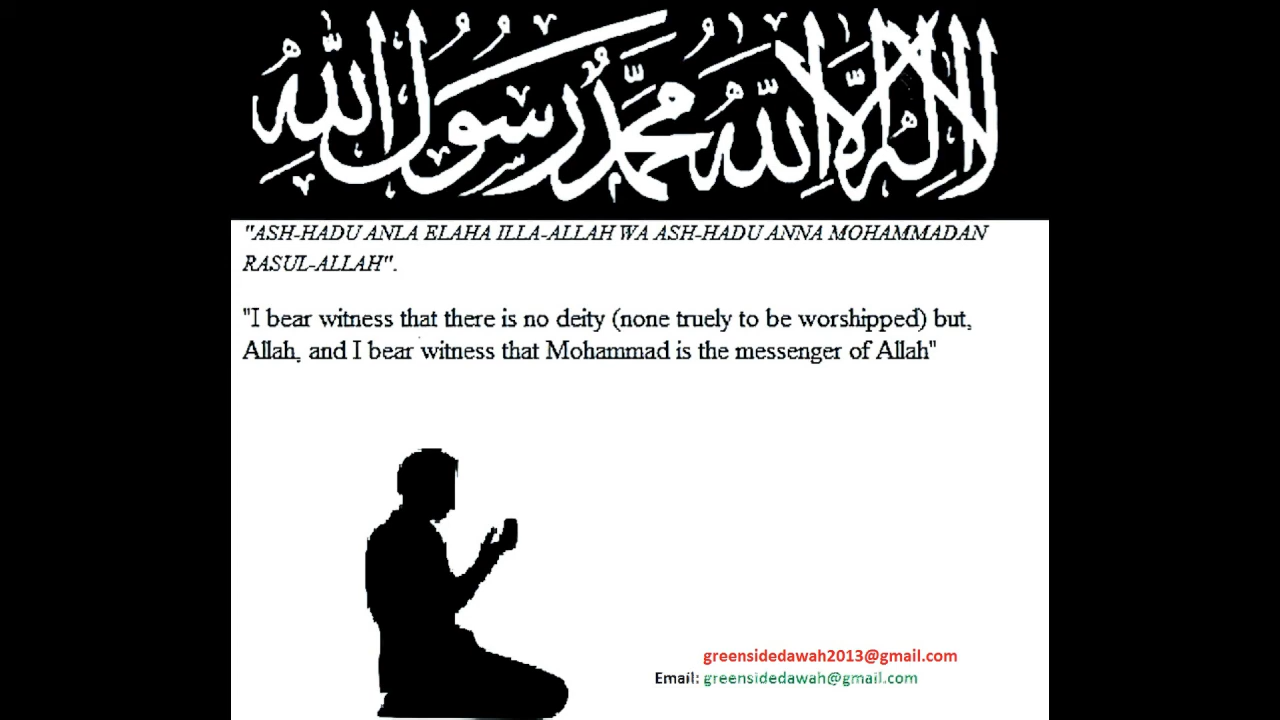 لا إله إلا الله محمد رسول الله
"ASH-HADU ANLA ELAHA ILLA-ALLAH WA ASH-HADU ANNA MOHAMMADAN
RASUL-ALLAH".
"I bear witness that there is no deity (none truely to be worshipped) but,
Allah, and I bear witness that Mohammad is the messenger of Allah"
greensidedawah2013@gmail.com
Email: greensidedawah@gmail.com